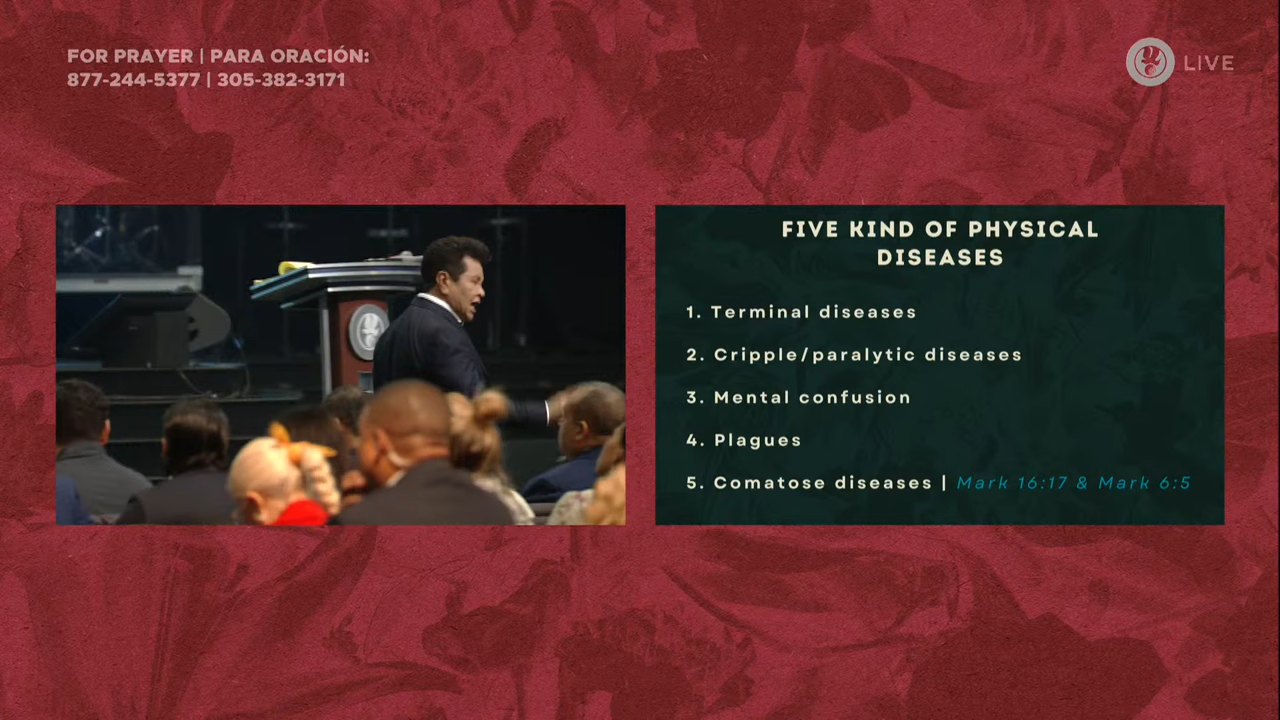 FOR PRAYER | PARA ORACIÓN:
877-244-5377 | 305-382-3171
LIVE
FIVE KIND OF PHYSICAL
DISEASES
1. Terminal diseases
2. Cripple/paralytic diseases
3. Mental confusion
4. Plagues
5. Comatose diseases | Mark 16:17 & Mark 6:5